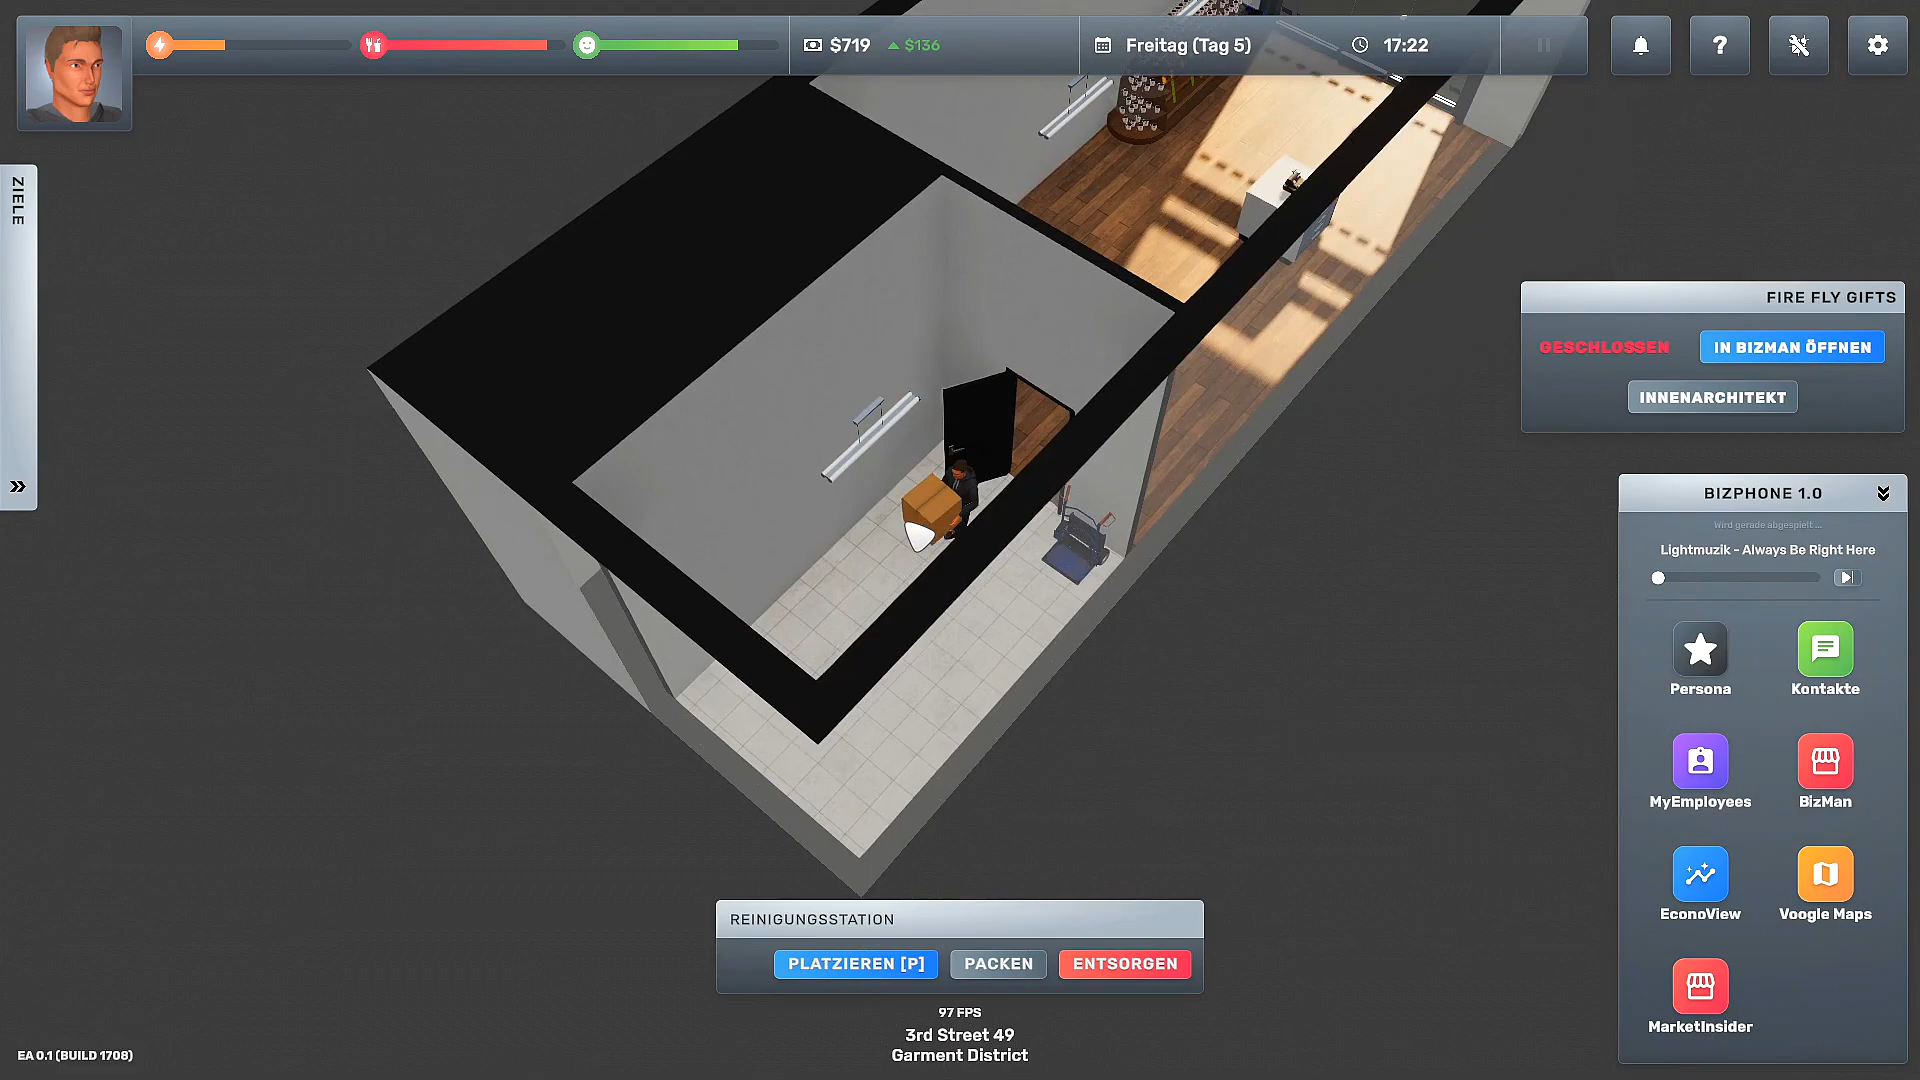 $719
$136
Freitag (Tag 5)
17:22
?
ZIELE
FIRE FLY GIFTS
GESCHLOSSEN
IN BIZMAN ÖFFNEN
INNENARCHITEKT
BIZPHONE 1.0
Wird gerade abgespielt ...
Lightmuzik - Always Be Right Here
Persona
Kontakte
MyEmployees
BizMan
EconoView
Voogle Maps
MarketInsider
REINIGUNGSSTATION
PLATZIEREN [P]
PACKEN
ENTSORGEN
97 FPS
3rd Street 49
Garment District
EA 0.1 (BUILD 1708)